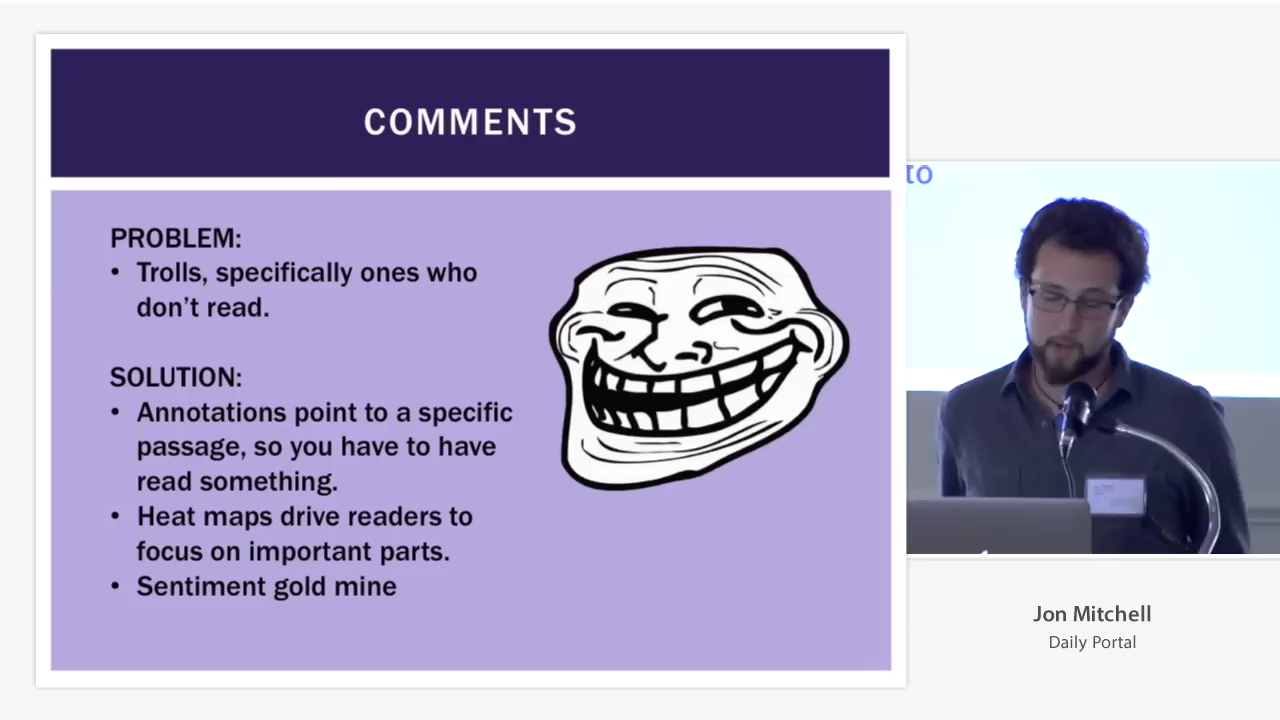 COMMENTS
PROBLEM:
• Trolls, specifically ones who
don't read.
SOLUTION:
• Annotations point to a specific
passage, so you have to have
read something.
• Heat maps drive readers to
focus on important parts.
• Sentiment gold mine
IO
Jon Mitchell
Daily Portal